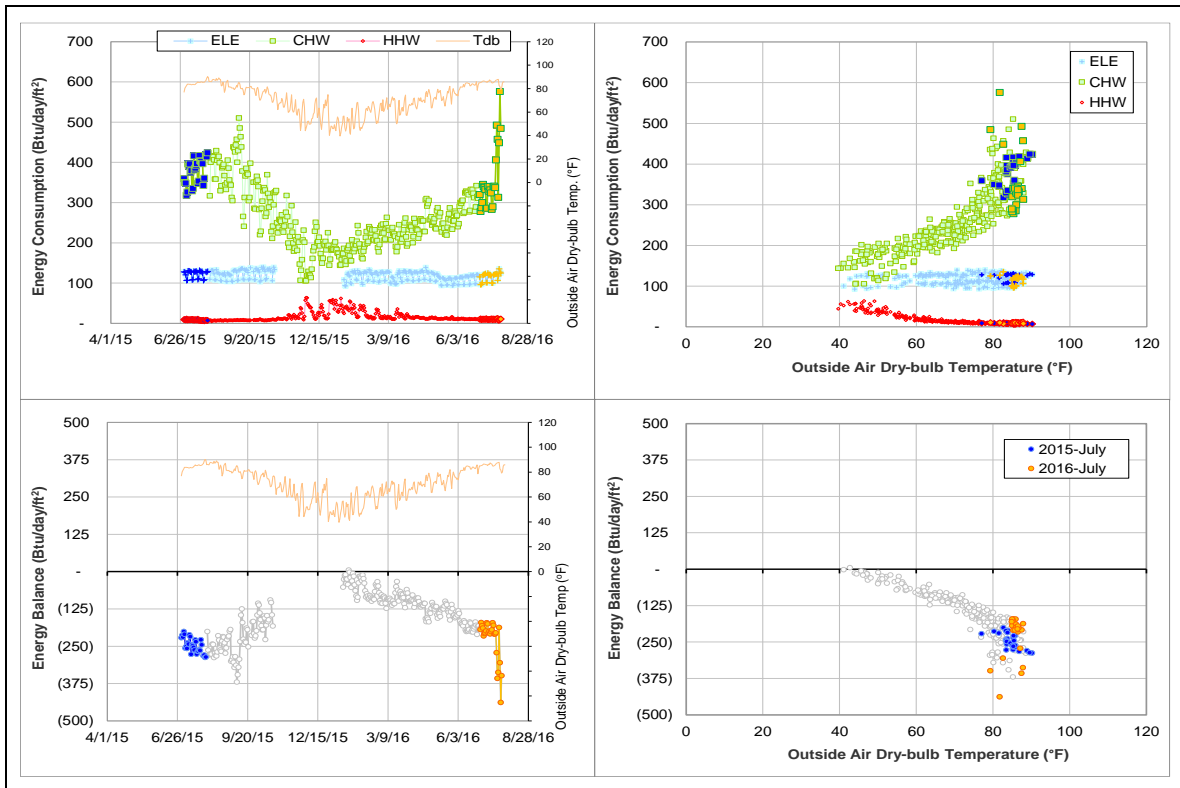 ELE CHW HHW Tdb
Energy Consumption (Btu/day/ft²)
700
600
500
400
300
200
100
-
120
100
80
60
40
20
0
Outside Air Dry-bulb Temp. (°F)
4/1/15 6/26/15 9/20/15 12/15/15 3/9/16 6/3/16 8/28/16
Energy Consumption (Btu/day/ft²)
700
600
500
400
300
200
100
-
ELE
CHW
HHW
0 20 40 60 80 100 120
Outside Air Dry-bulb Temperature (°F)
Energy Balance (Btu/day/ft²)
500
375
250
125
-
(125)
(250)
(375)
(500)
120
100
80
60
40
20
0
Outside Air Dry-bulb Temp (°F)
4/1/15 6/26/15 9/20/15 12/15/15 3/9/16 6/3/16 8/28/16
Energy Balance (Btu/day/ft²)
500
375
250
125
-
(125)
(250)
(375)
(500)
2015-July
2016-July
0 20 40 60 80 100 120
Outside Air Dry-bulb Temperature (°F)